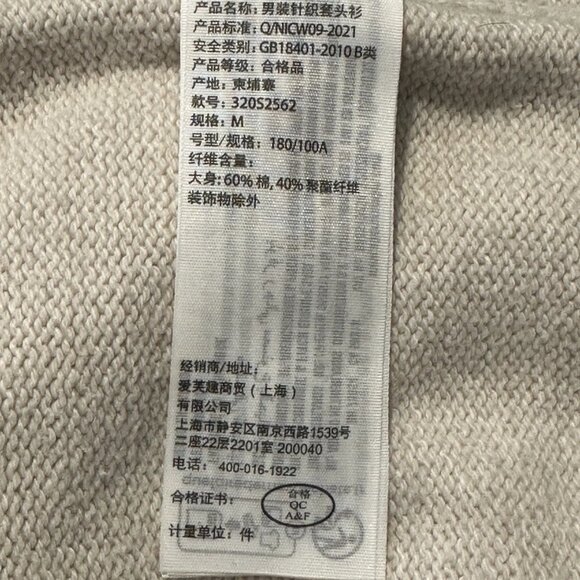 产品名称: 男装针织套头衫
产品标准: Q/NICW09-2021
安全类别: GB18401-2010 B类
产品等级: 合格品
产地: 柬埔寨
款号: 320S2562
规格: M
号型/规格: 180/100A
纤维含量:
大身: 60% 棉, 40% 聚酯纤维
装饰物除外
经销商/地址:
爱芙趣商贸（上海）
有限公司
上海市静安区南京西路1539号
二座22层2201室 200040
电话: 400-016-1922
合格证书:
合格
QC
A&F
计量单位: 件